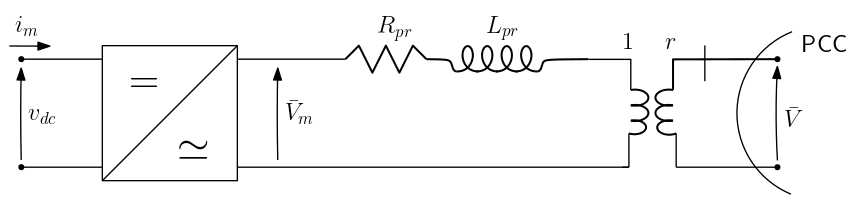 i_m
R_pr
L_pr
1
r
PCC
=
v_dc
V̄_m
V̄
≃